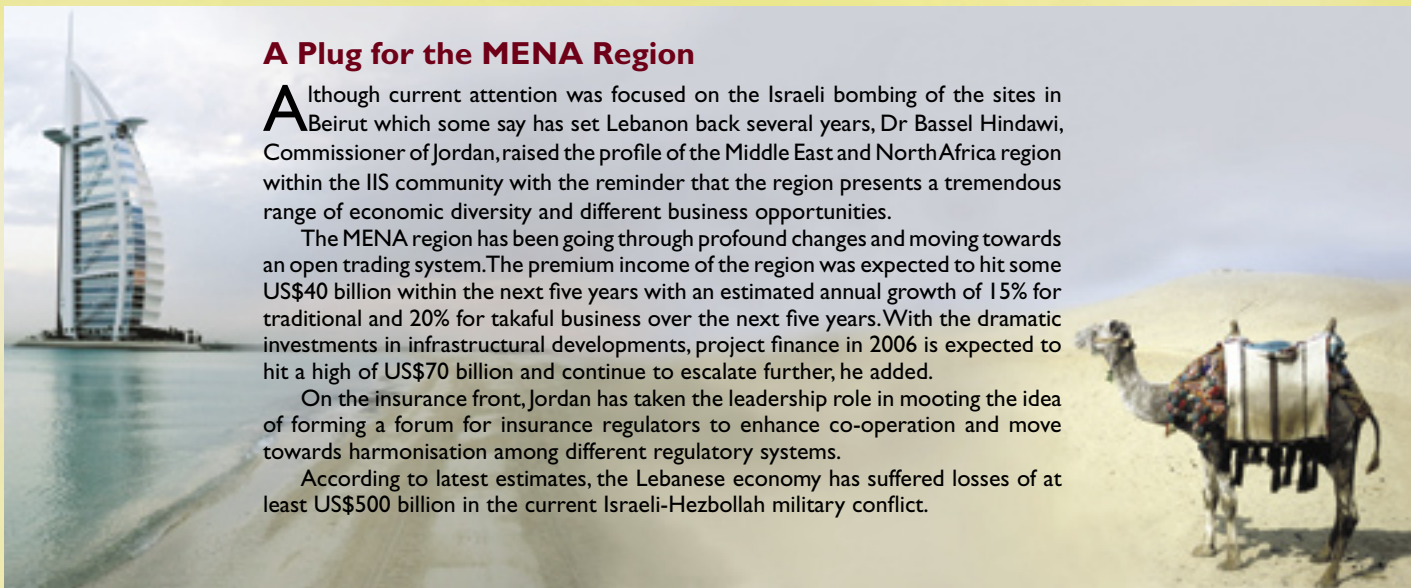 A Plug for the MENA Region
Although current attention was focused on the Israeli bombing of the sites in
Beirut which some say has set Lebanon back several years, Dr Bassel Hindawi,
Commissioner of Jordan, raised the profile of the Middle East and North Africa region
within the IIS community with the reminder that the region presents a tremendous
range of economic diversity and different business opportunities.
The MENA region has been going through profound changes and moving towards
an open trading system. The premium income of the region was expected to hit some
US$40 billion within the next five years with an estimated annual growth of 15% for
traditional and 20% for takaful business over the next five years. With the dramatic
investments in infrastructural developments, project finance in 2006 is expected to
hit a high of US$70 billion and continue to escalate further, he added.
On the insurance front, Jordan has taken the leadership role in mooting the idea
of forming a forum for insurance regulators to enhance co-operation and move
towards harmonisation among different regulatory systems.
According to latest estimates, the Lebanese economy has suffered losses of at
least US$500 billion in the current Israeli-Hezbollah military conflict.